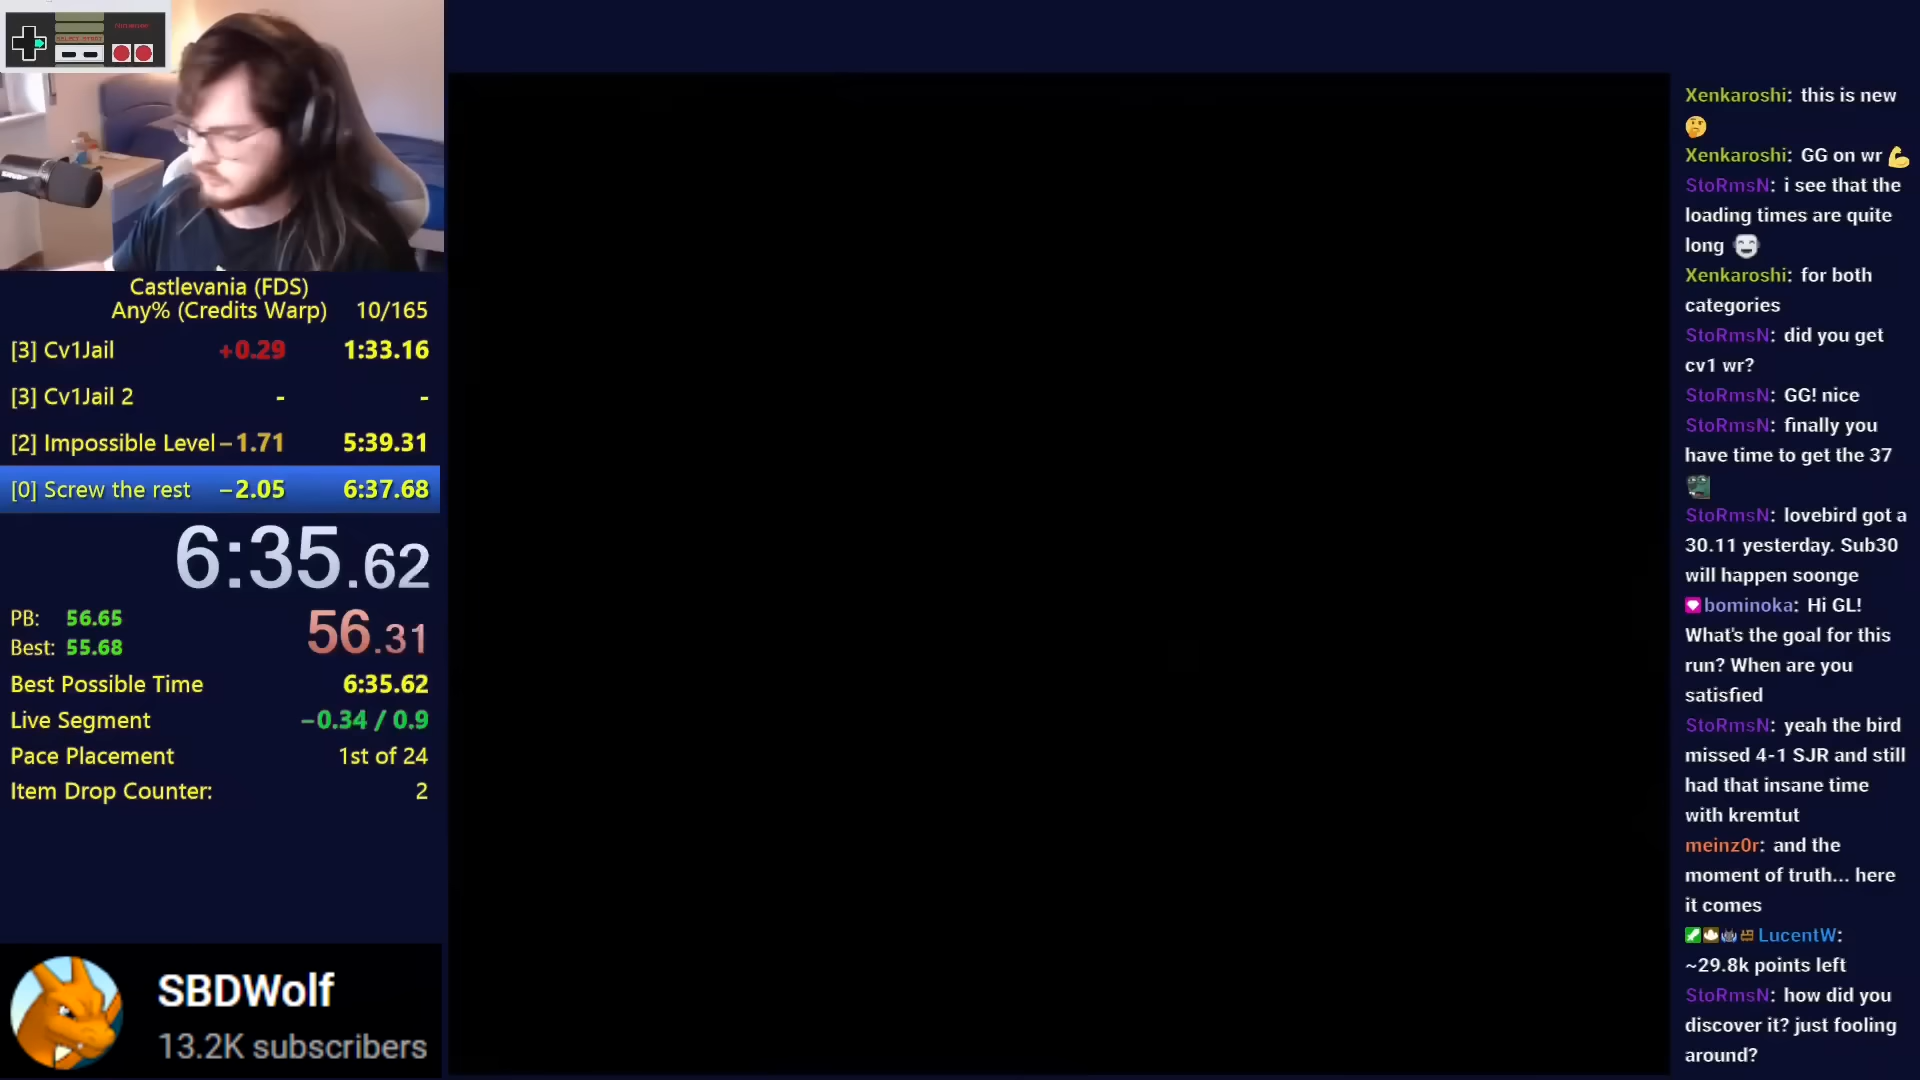 Castlevania (FDS)
Any% (Credits Warp) 10/165
[3] Cv1Jail +0.29 1:33.16
[3] Cv1Jail 2 - -
[2] Impossible Level −1.71 5:39.31
[0] Screw the rest −2.05 6:37.68
6:35.62
PB: 56.65
56.31
Best: 55.68
Best Possible Time 6:35.62
Live Segment −0.34 / 0.9
Pace Placement 1st of 24
Item Drop Counter: 2
SBDWolf
13.2K subscribers
Xenkaroshi: this is new
🤔
Xenkaroshi: GG on wr 💪
StoRmsN: i see that the
loading times are quite
long
Xenkaroshi: for both
categories
StoRmsN: did you get
cv1 wr?
StoRmsN: GG! nice
StoRmsN: finally you
have time to get the 37
StoRmsN: lovebird got a
30.11 yesterday. Sub30
will happen soonge
bominoka: Hi GL!
What's the goal for this
run? When are you
satisfied
StoRmsN: yeah the bird
missed 4-1 SJR and still
had that insane time
with kremtut
meinz0r: and the
moment of truth... here
it comes
LucentW:
~29.8k points left
StoRmsN: how did you
discover it? just fooling
around?